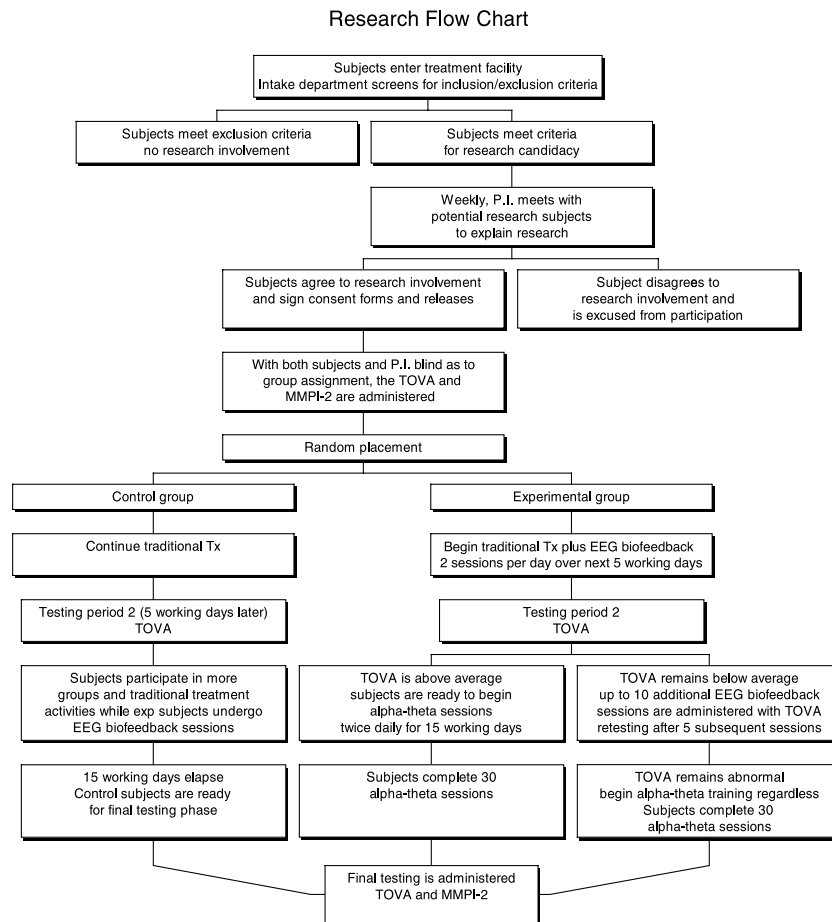 Research Flow Chart
Subjects enter treatment facility
Intake department screens for inclusion/exclusion criteria
Subjects meet exclusion criteria
no research involvement
Subjects meet criteria
for research candidacy
Weekly, P.I. meets with
potential research subjects
to explain research
Subjects agree to research involvement
and sign consent forms and releases
Subject disagrees to
research involvement and
is excused from participation
With both subjects and P.I. blind as to
group assignment, the TOVA and
MMPI-2 are administered
Random placement
Control group
Experimental group
Continue traditional Tx
Begin traditional Tx plus EEG biofeedback
2 sessions per day over next 5 working days
Testing period 2 (5 working days later)
TOVA
Testing period 2
TOVA
Subjects participate in more
groups and traditional treatment
activities while exp subjects undergo
EEG biofeedback sessions
TOVA is above average
subjects are ready to begin
alpha-theta sessions
twice daily for 15 working days
TOVA remains below average
up to 10 additional EEG biofeedback
sessions are administered with TOVA
retesting after 5 subsequent sessions
15 working days elapse
Control subjects are ready
for final testing phase
Subjects complete 30
alpha-theta sessions
TOVA remains abnormal
begin alpha-theta training regardless
Subjects complete 30
alpha-theta sessions
Final testing is administered
TOVA and MMPI-2